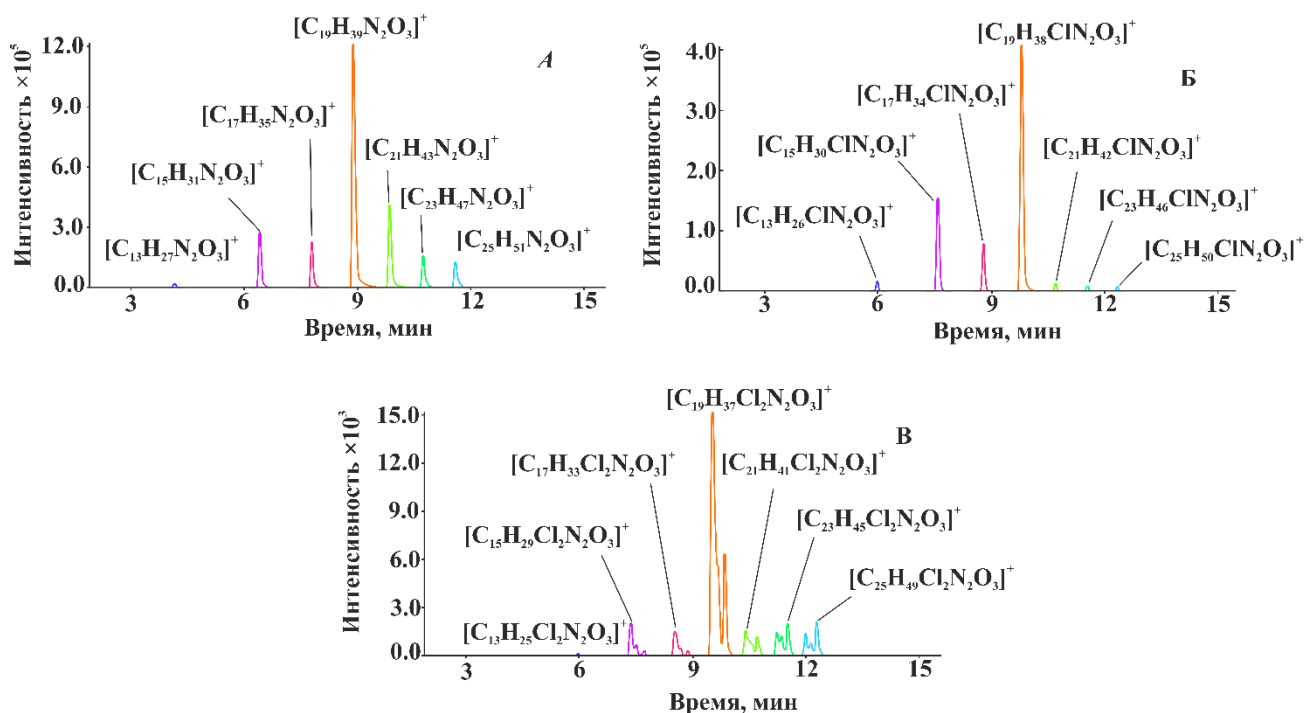 [C₁₉H₃₉N₂O₃]⁺
12.0
A
[C₁₇H₃₅N₂O₃]⁺
9.0
[C₂₁H₄₃N₂O₃]⁺
6.0
[C₁₅H₃₁N₂O₃]⁺
[C₂₃H₄₇N₂O₃]⁺
3.0
[C₁₃H₂₇N₂O₃]⁺
[C₂₅H₅₁N₂O₃]⁺
0.0
3 6 9 12 15
Время, мин
Интенсивность ×10⁵
[C₁₉H₃₈ClN₂O₃]⁺
4.0
Б
[C₁₇H₃₄ClN₂O₃]⁺
3.0
[C₁₅H₃₀ClN₂O₃]⁺
[C₂₁H₄₂ClN₂O₃]⁺
2.0
[C₁₃H₂₆ClN₂O₃]⁺
[C₂₃H₄₆ClN₂O₃]⁺
1.0
[C₂₅H₅₀ClN₂O₃]⁺
0.0
3 6 9 12 15
Время, мин
Интенсивность ×10⁵
[C₁₉H₃₇Cl₂N₂O₃]⁺
15.0
В
[C₁₇H₃₃Cl₂N₂O₃]⁺
[C₂₁H₄₁Cl₂N₂O₃]⁺
12.0
9.0
[C₁₅H₂₉Cl₂N₂O₃]⁺
[C₂₃H₄₅Cl₂N₂O₃]⁺
6.0
[C₂₅H₄₉Cl₂N₂O₃]⁺
3.0
[C₁₃H₂₅Cl₂N₂O₃]⁺
0.0
3 6 9 12 15
Время, мин
Интенсивность ×10³